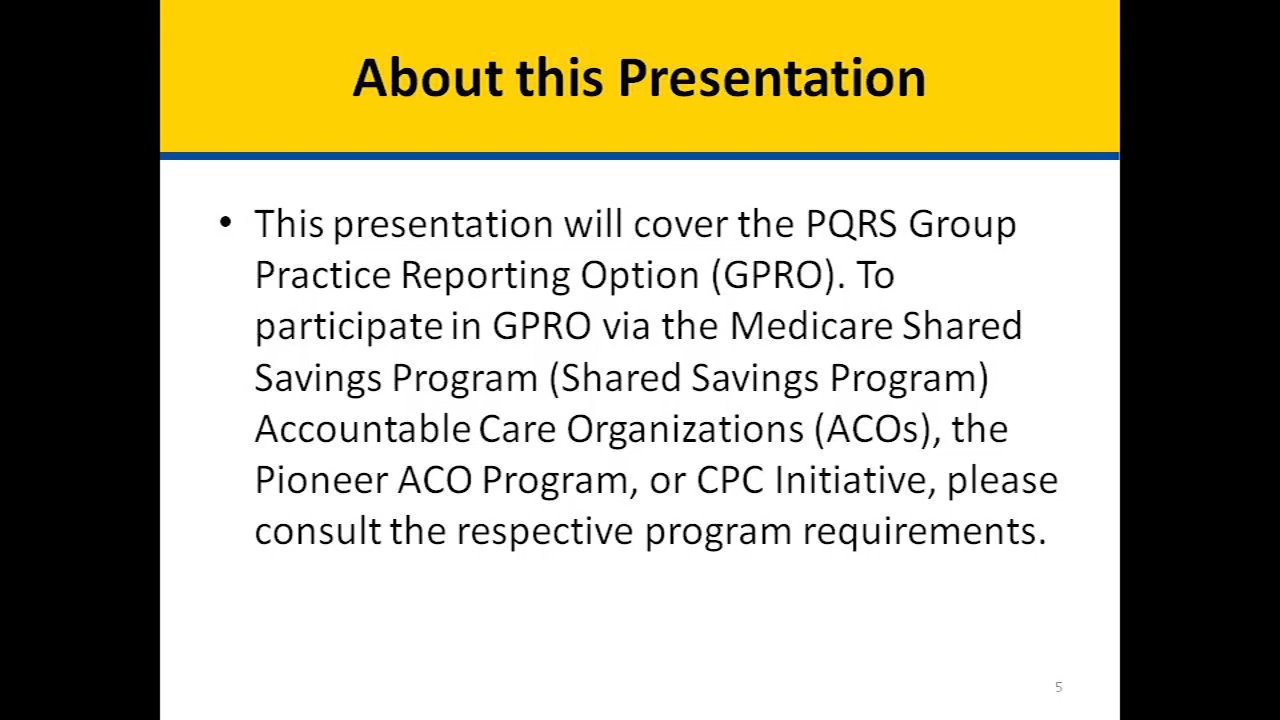 About this Presentation
• This presentation will cover the PQRS Group
Practice Reporting Option (GPRO). To
participate in GPRO via the Medicare Shared
Savings Program (Shared Savings Program)
Accountable Care Organizations (ACOs), the
Pioneer ACO Program, or CPC Initiative, please
consult the respective program requirements.
5